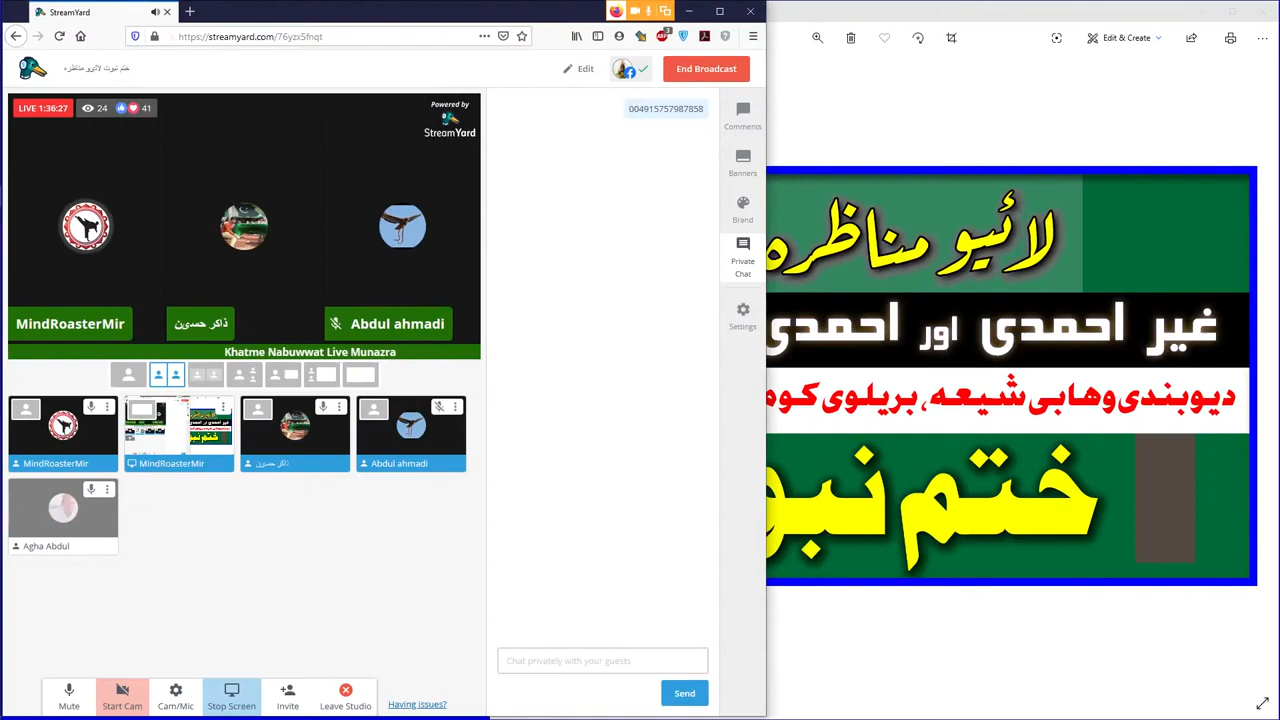 StreamYard
https://streamyard.com/76yzx5fnqt
3
Edit & Create
ختم نبوت لائیو مناظرہ
Edit
End Broadcast
LIVE 1:36:27
24
41
Powered by
StreamYard
MindRoasterMir
ذاکر حسین
Abdul ahmadi
Khatme Nabuwwat Live Munazra
MindRoasterMir
MindRoasterMir
ذاکر حسین
Abdul ahmadi
Agha Abdul
Mute
Start Cam
Cam/Mic
Stop Screen
Invite
Leave Studio
Having issues?
004915757987858
Chat privately with your guests
Send
Comments
Banners
Brand
Private
Chat
Settings
لائیو مناظرہ
غیر احمدی اور احمدی
دیوبندی وھابی شیعہ، بریلوی کو
ختم